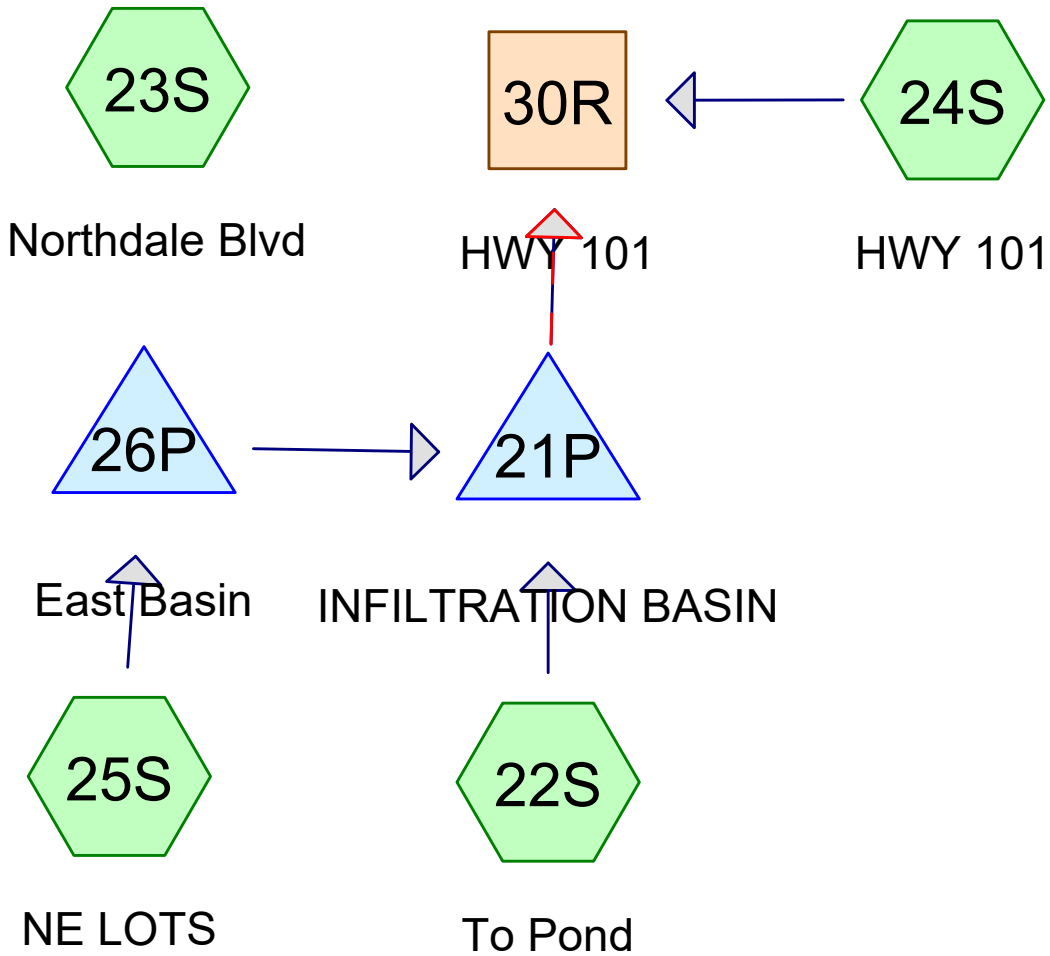 23S
30R
24S
Northdale Blvd
HWY 101
HWY 101
26P
21P
East Basin
INFILTRATION BASIN
25S
22S
NE LOTS
To Pond